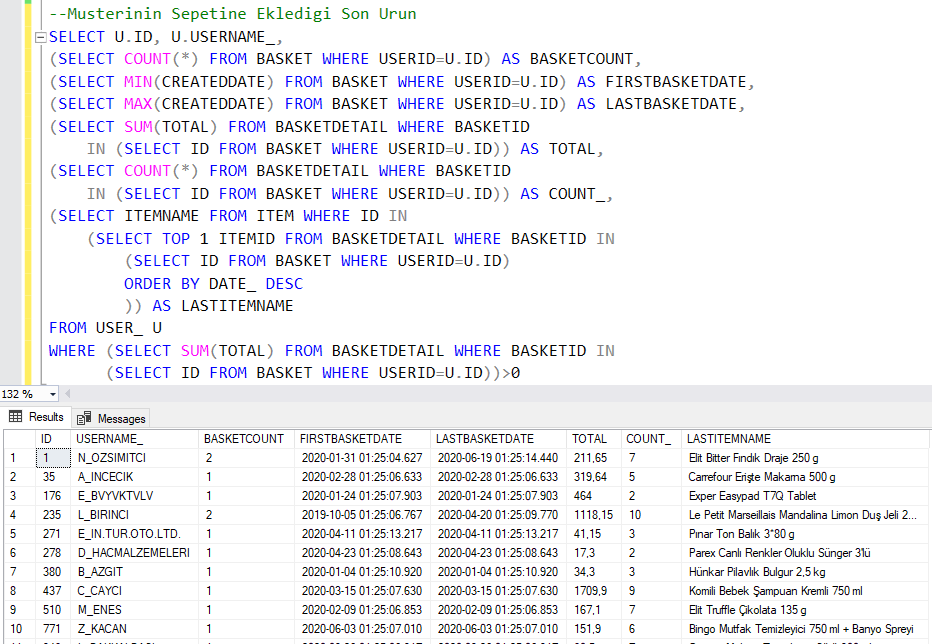 --Musterinin Sepetine Ekledigi Son Urun
SELECT U.ID, U.USERNAME_,
(SELECT COUNT(*) FROM BASKET WHERE USERID=U.ID) AS BASKETCOUNT,
(SELECT MIN(CREATEDDATE) FROM BASKET WHERE USERID=U.ID) AS FIRSTBASKETDATE,
(SELECT MAX(CREATEDDATE) FROM BASKET WHERE USERID=U.ID) AS LASTBASKETDATE,
(SELECT SUM(TOTAL) FROM BASKETDETAIL WHERE BASKETID
IN (SELECT ID FROM BASKET WHERE USERID=U.ID)) AS TOTAL,
(SELECT COUNT(*) FROM BASKETDETAIL WHERE BASKETID
IN (SELECT ID FROM BASKET WHERE USERID=U.ID)) AS COUNT_,
(SELECT ITEMNAME FROM ITEM WHERE ID IN
(SELECT TOP 1 ITEMID FROM BASKETDETAIL WHERE BASKETID IN
(SELECT ID FROM BASKET WHERE USERID=U.ID)
ORDER BY DATE_ DESC
)) AS LASTITEMNAME
FROM USER_ U
WHERE (SELECT SUM(TOTAL) FROM BASKETDETAIL WHERE BASKETID IN
(SELECT ID FROM BASKET WHERE USERID=U.ID))>0
132 %
Results Messages
ID USERNAME_ BASKETCOUNT FIRSTBASKETDATE LASTBASKETDATE TOTAL COUNT_ LASTITEMNAME
1 1 N_OZSIMITCI 2 2020-01-31 01:25:04.627 2020-06-19 01:25:14.440 211,65 7 Elit Bitter Fındık Draje 250 g
2 35 A_INCECIK 1 2020-02-28 01:25:06.633 2020-02-28 01:25:06.633 319,64 5 Carrefour Erişte Makarna 500 g
3 176 E_BVYVKTVLV 1 2020-01-24 01:25:07.903 2020-01-24 01:25:07.903 464 2 Exper Easypad T7Q Tablet
4 235 L_BIRINCI 2 2019-10-05 01:25:06.767 2020-04-20 01:25:09.770 1118,15 10 Le Petit Marseillais Mandalina Limon Duş Jeli 2...
5 271 E_IN.TUR.OTO.LTD. 1 2020-04-11 01:25:13.217 2020-04-11 01:25:13.217 41,15 3 Pınar Ton Balık 3*80 g
6 278 D_HACMALZEMELERI 1 2020-04-23 01:25:08.643 2020-04-23 01:25:08.643 17,3 2 Parex Canlı Renkler Oluklu Sünger 3'lü
7 380 B_AZGIT 1 2020-01-04 01:25:10.920 2020-01-04 01:25:10.920 34,3 3 Hünkar Pilavlık Bulgur 2,5 kg
8 437 C_CAYCI 1 2020-03-15 01:25:07.630 2020-03-15 01:25:07.630 1709,9 9 Komili Bebek Şampuan Kremli 750 ml
9 510 M_ENES 1 2020-02-09 01:25:06.853 2020-02-09 01:25:06.853 167,1 7 Elit Truffle Çikolata 135 g
10 771 Z_KACAN 1 2020-06-03 01:25:07.010 2020-06-03 01:25:07.010 151,9 6 Bingo Mutfak Temizleyici 750 ml + Banyo Spreyi